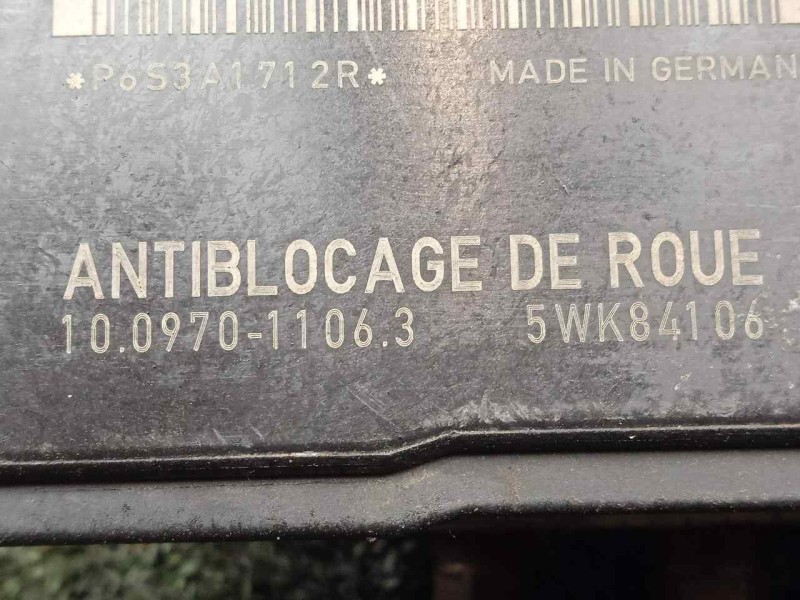 *P6S3A1712R* MADE IN GERMAN
ANTIBLOCAGE DE ROUE
10.0970-1106.3 5WK84106